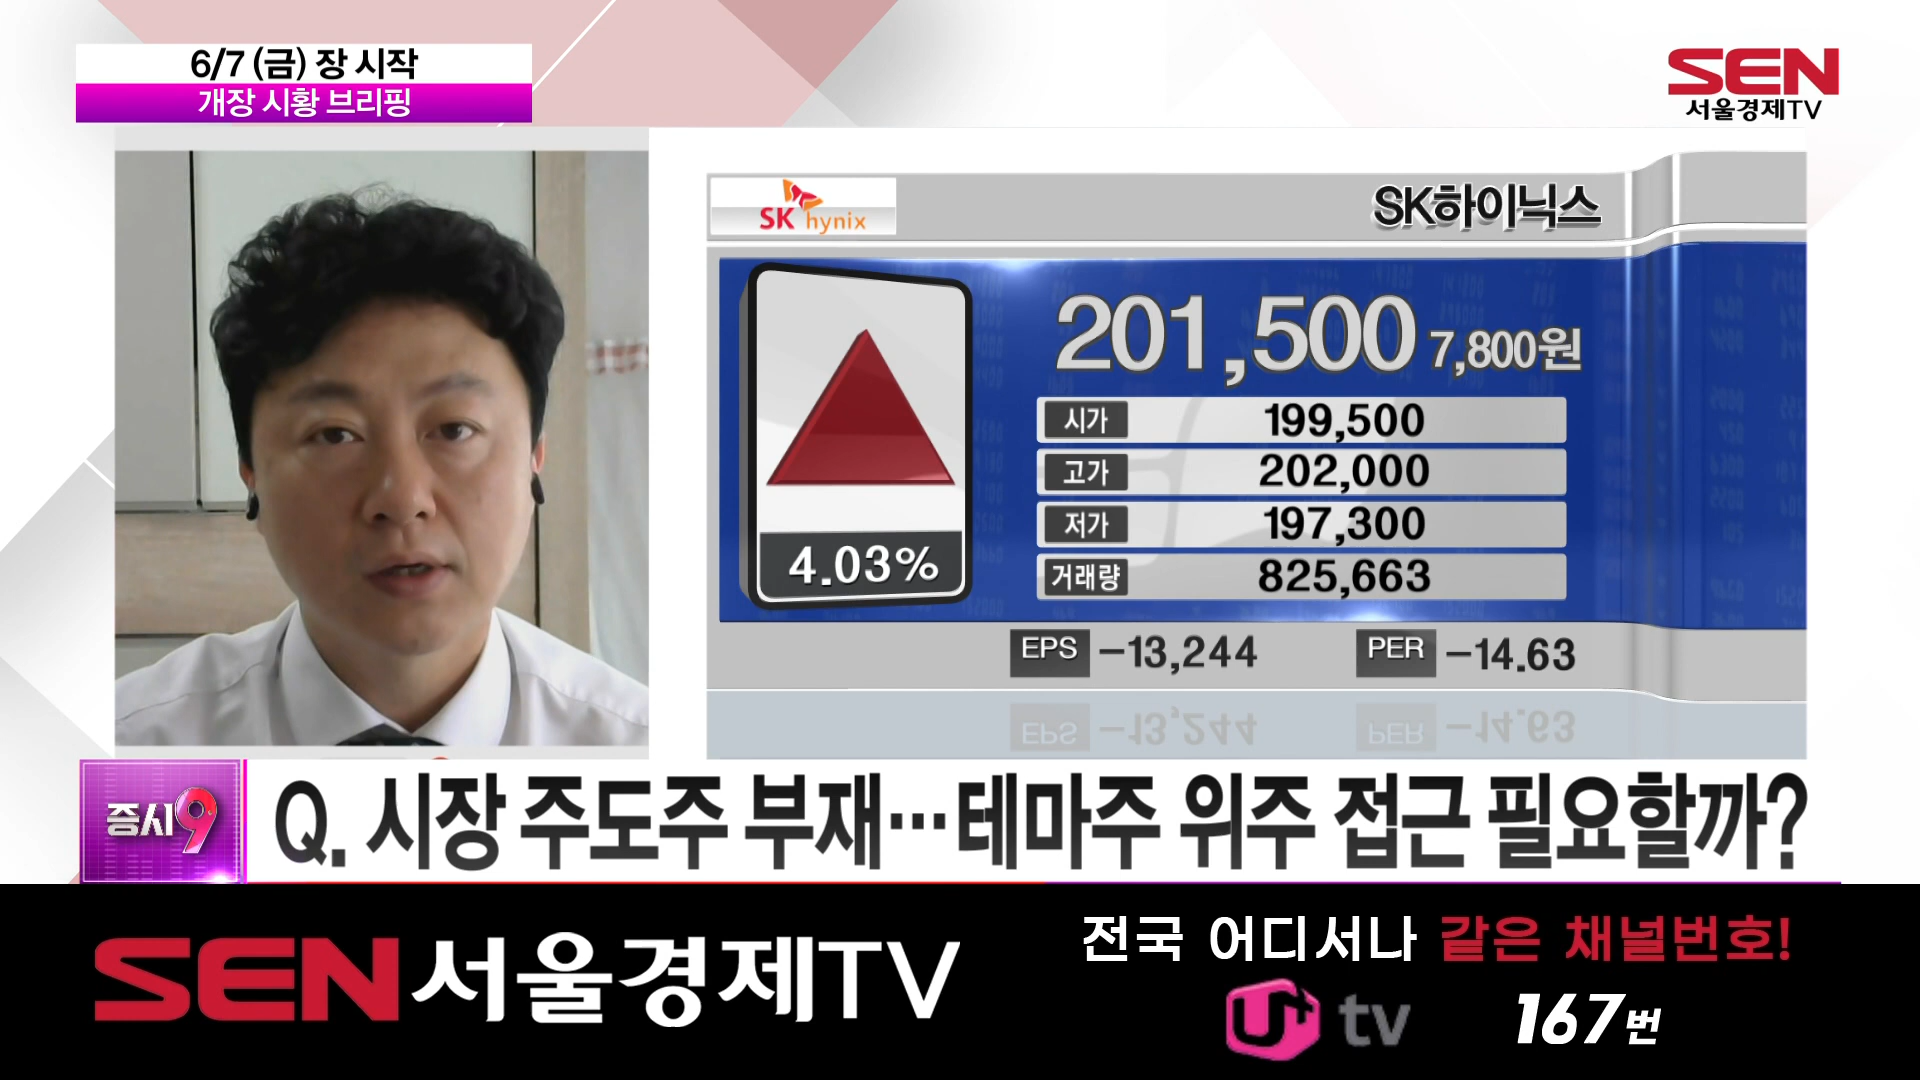 6/7 (금) 장 시작
개장 시황 브리핑
SEN
서울경제TV
SK hynix
SK하이닉스
201,500 7,800원
시가 199,500
고가 202,000
저가 197,300
거래량 825,663
4.03%
EPS -13,244 PER -14.63
증시9
Q. 시장 주도주 부재…테마주 위주 접근 필요할까?
SEN서울경제TV
전국 어디서나 같은 채널번호!
U+ tv 167번